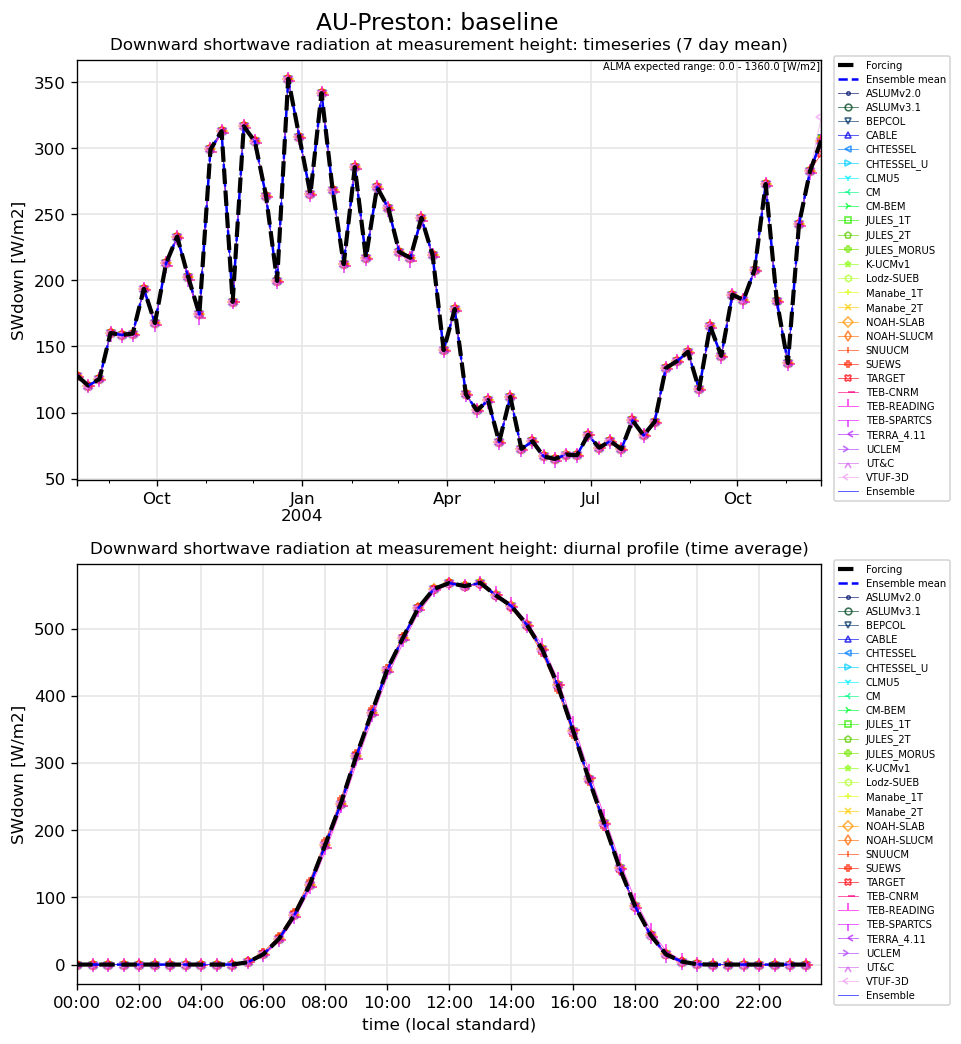 AU-Preston: baseline
Downward shortwave radiation at measurement height: timeseries (7 day mean)
ALMA expected range: 0.0 - 1360.0 [W/m2]
SWdown [W/m2]
350
300
250
200
150
100
50
Oct
Jan
2004
Apr
Jul
Oct
Forcing
Ensemble mean
ASLUMv2.0
ASLUMv3.1
BEPCOL
CABLE
CHTESSEL
CHTESSEL_U
CLMU5
CM
CM-BEM
JULES_1T
JULES_2T
JULES_MORUS
K-UCMv1
Lodz-SUEB
Manabe_1T
Manabe_2T
NOAH-SLAB
NOAH-SLUCM
SNUUCM
SUEWS
TARGET
TEB-CNRM
TEB-READING
TEB-SPARTCS
TERRA_4.11
UCLEM
UT&C
VTUF-3D
Ensemble
Downward shortwave radiation at measurement height: diurnal profile (time average)
SWdown [W/m2]
500
400
300
200
100
0
00:00 02:00 04:00 06:00 08:00 10:00 12:00 14:00 16:00 18:00 20:00 22:00
time (local standard)
Forcing
Ensemble mean
ASLUMv2.0
ASLUMv3.1
BEPCOL
CABLE
CHTESSEL
CHTESSEL_U
CLMU5
CM
CM-BEM
JULES_1T
JULES_2T
JULES_MORUS
K-UCMv1
Lodz-SUEB
Manabe_1T
Manabe_2T
NOAH-SLAB
NOAH-SLUCM
SNUUCM
SUEWS
TARGET
TEB-CNRM
TEB-READING
TEB-SPARTCS
TERRA_4.11
UCLEM
UT&C
VTUF-3D
Ensemble